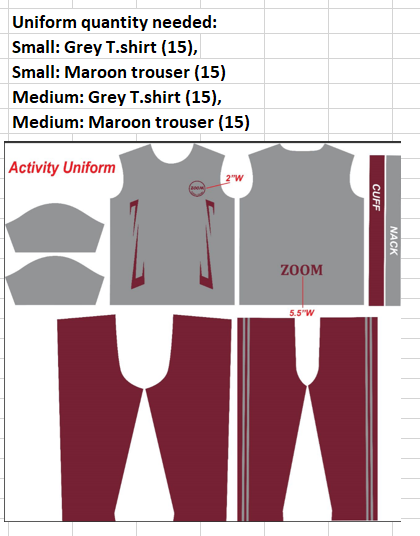 Uniform quantity needed:
Small: Grey T.shirt (15),
Small: Maroon trouser (15)
Medium: Grey T.shirt (15),
Medium: Maroon trouser (15)
Activity Uniform
2"W
CUFF
NACK
ZOOM
5.5"W